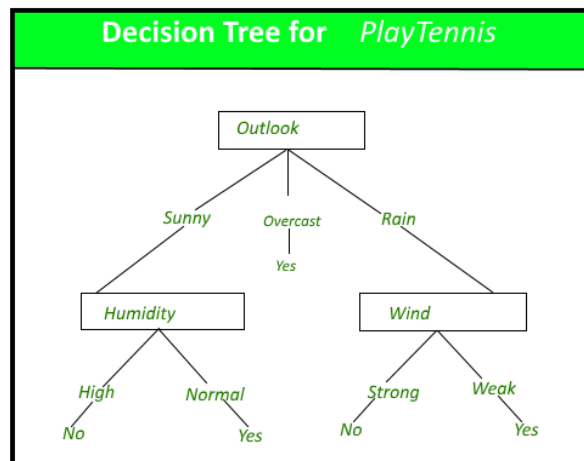 Decision Tree for PlayTennis
Outlook
Sunny Overcast Rain
Yes
Humidity Wind
High Normal Strong Weak
No Yes No Yes